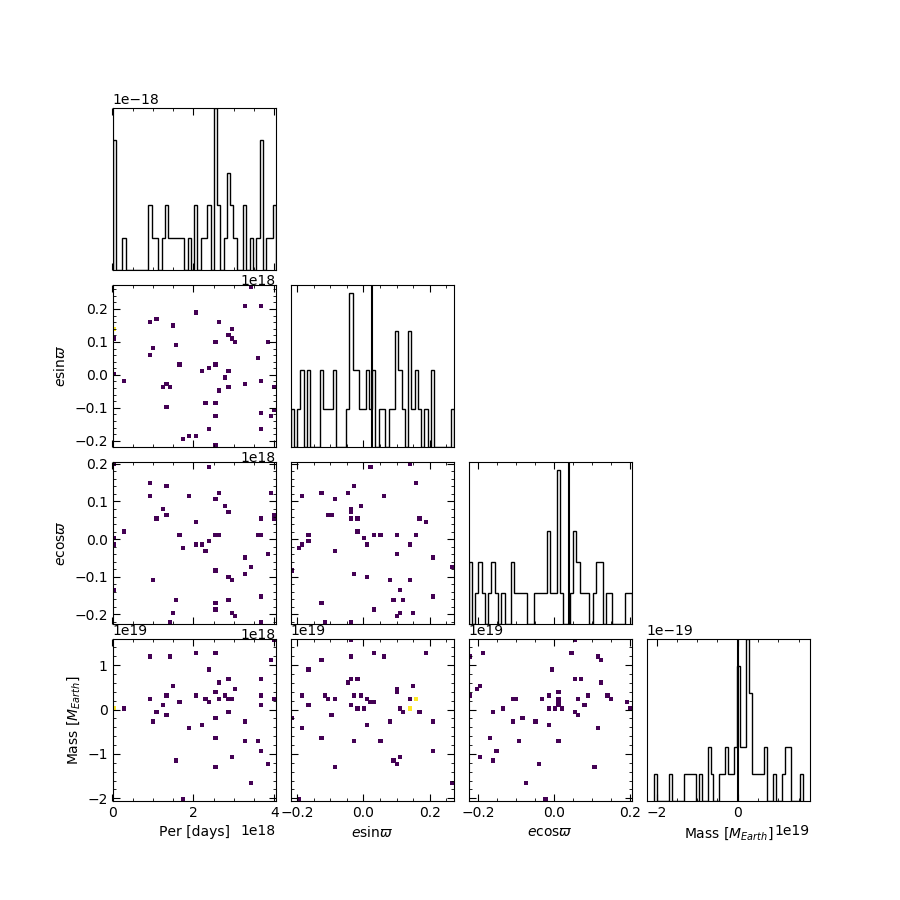 1e−18
1e18
0.2
0.1
0.0
−0.1
−0.2
esinϖ
1e18
0.2
0.1
0.0
−0.1
−0.2
ecosϖ
1e19 1e18 1e19 1e19 1e−19
1
0
−1
−2
Mass [M_Earth]
0 2 4 −0.2 0.0 0.2 −0.2 0.0 0.2 −2 0
Per [days] 1e18 esinϖ ecosϖ Mass [M_Earth] 1e19